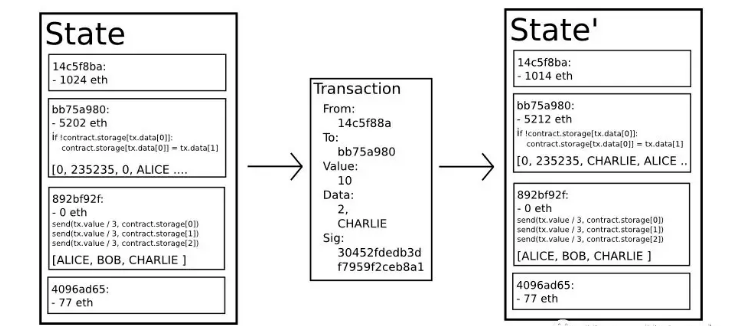 State
14c5f8ba:
- 1024 eth
bb75a980:
- 5202 eth
if !contract.storage[tx.data[0]]:
contract.storage[tx.data[0]] = tx.data[1]
[0, 235235, 0, ALICE ....
892bf92f:
- 0 eth
send(tx.value / 3, contract.storage[0])
send(tx.value / 3, contract.storage[1])
send(tx.value / 3, contract.storage[2])
[ALICE, BOB, CHARLIE ]
4096ad65:
- 77 eth
Transaction
From:
14c5f88a
To:
bb75a980
Value:
10
Data:
2,
CHARLIE
Sig:
30452fdedb3d
f7959f2ceb8a1
State'
14c5f8ba:
- 1014 eth
bb75a980:
- 5212 eth
if !contract.storage[tx.data[0]]:
contract.storage[tx.data[0]] = tx.data[1]
[0, 235235, CHARLIE, ALICE ..
892bf92f:
- 0 eth
send(tx.value / 3, contract.storage[0])
send(tx.value / 3, contract.storage[1])
send(tx.value / 3, contract.storage[2])
[ALICE, BOB, CHARLIE ]
4096ad65:
- 77 eth